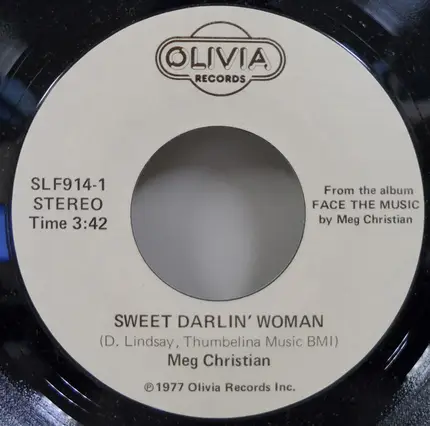 OLIVIA
RECORDS
SLF914-1
STEREO
Time 3:42
From the album
FACE THE MUSIC
by Meg Christian
SWEET DARLIN' WOMAN
(D. Lindsay, Thumbelina Music BMI)
Meg Christian
℗1977 Olivia Records Inc.